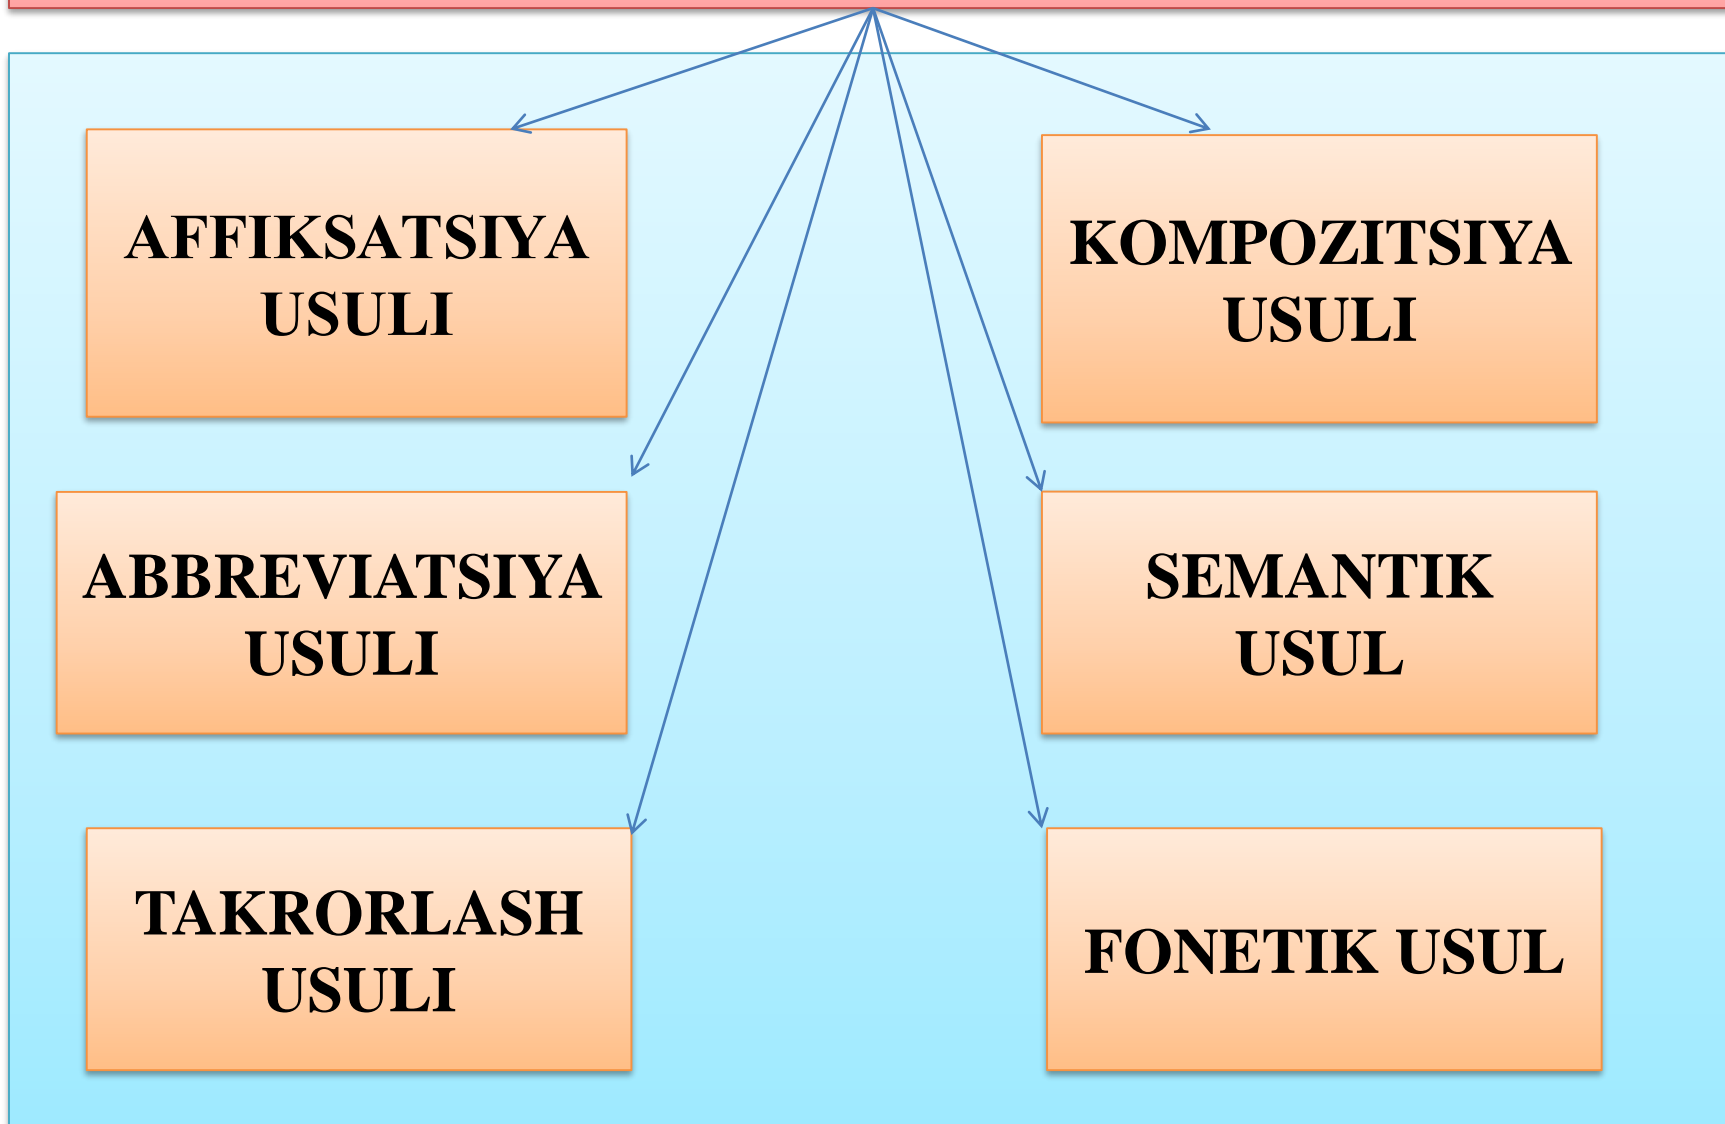 AFFIKSATSIYA
USULI
KOMPOZITSIYA
USULI
ABBREVIATSIYA
USULI
SEMANTIK
USUL
TAKRORLASH
USULI
FONETIK USUL